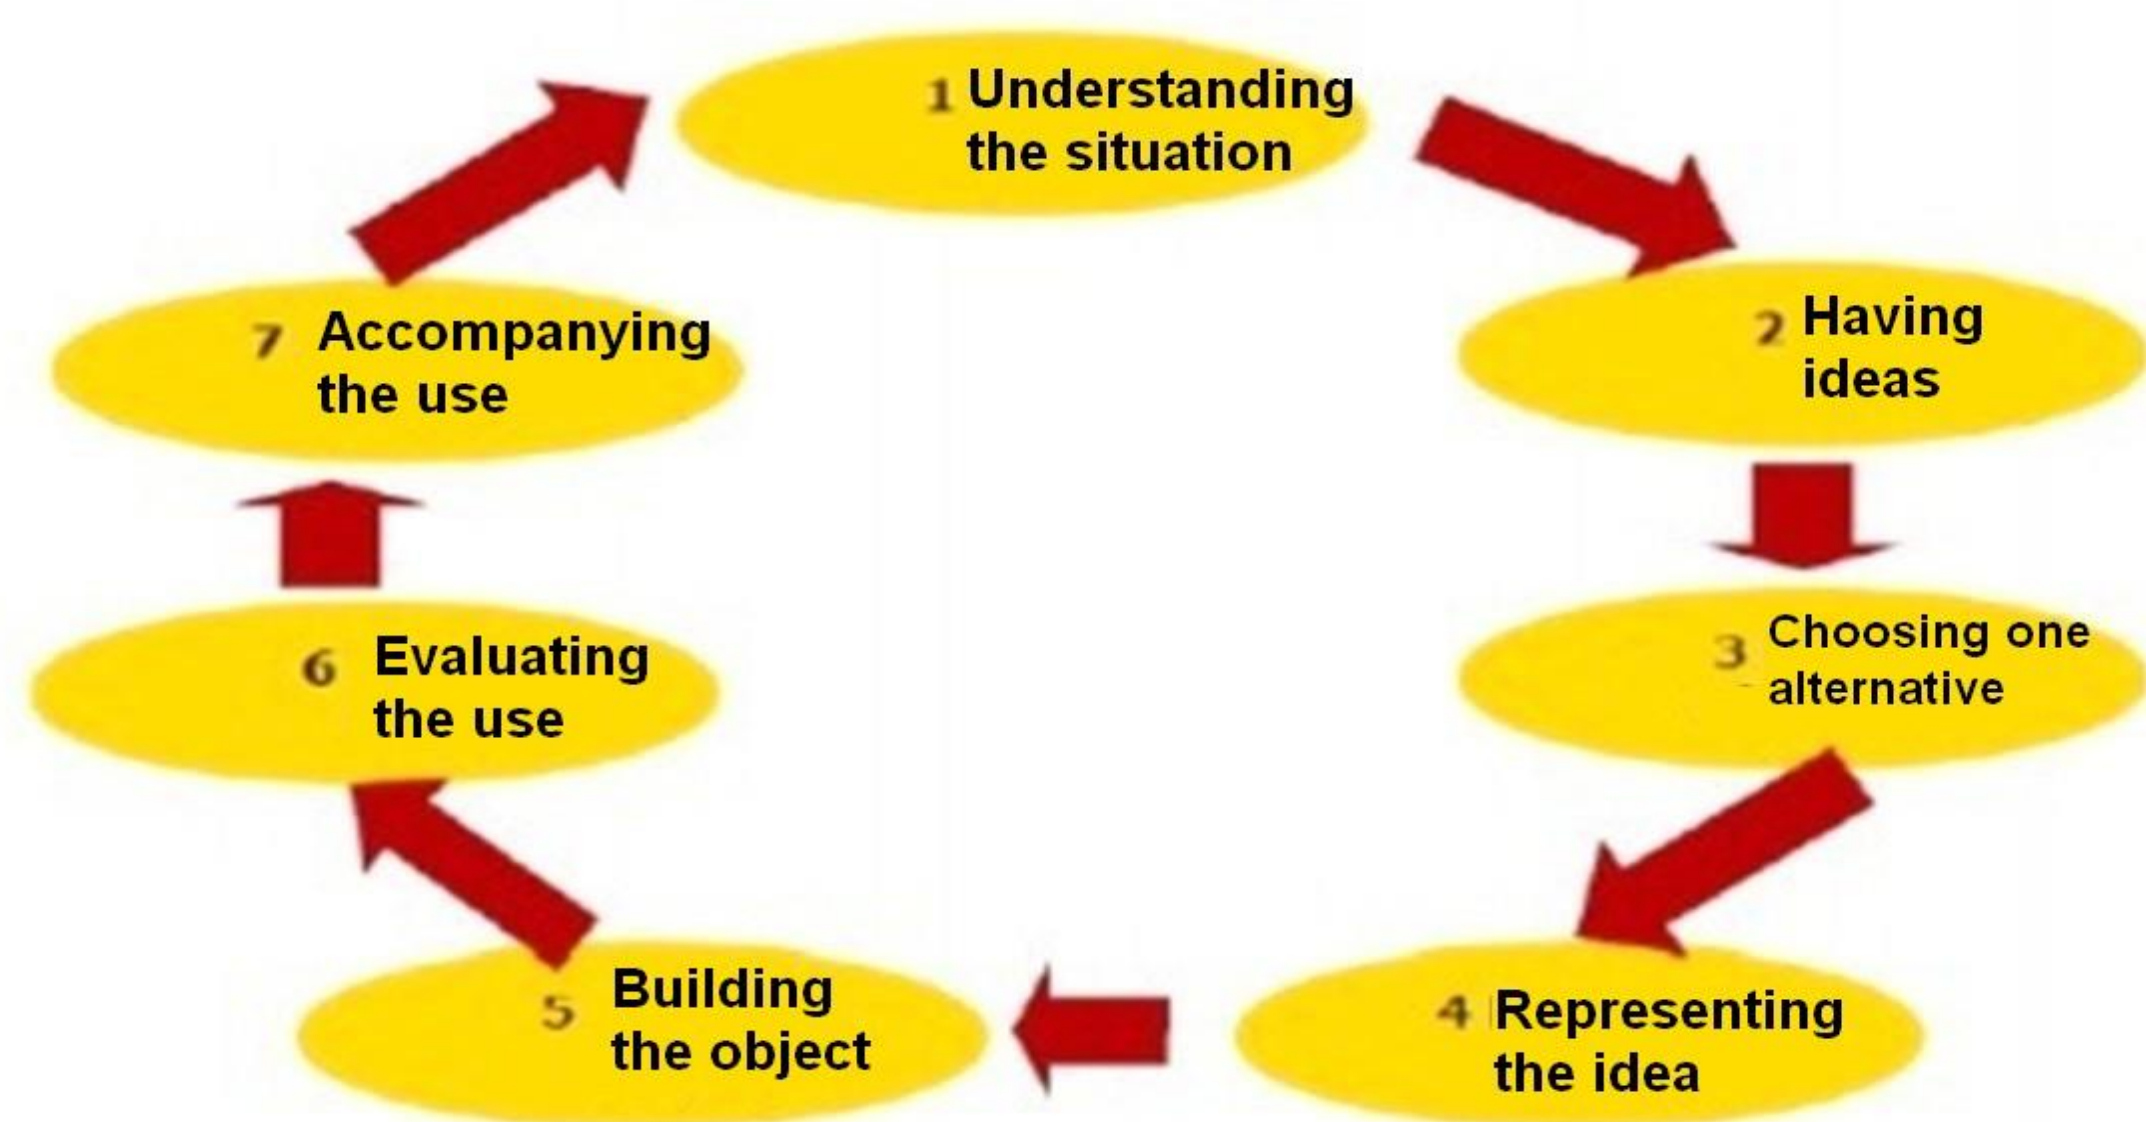 1 Understanding
the situation
2 Having
ideas
3 Choosing one
alternative
4 Representing
the idea
5 Building
the object
6 Evaluating
the use
7 Accompanying
the use